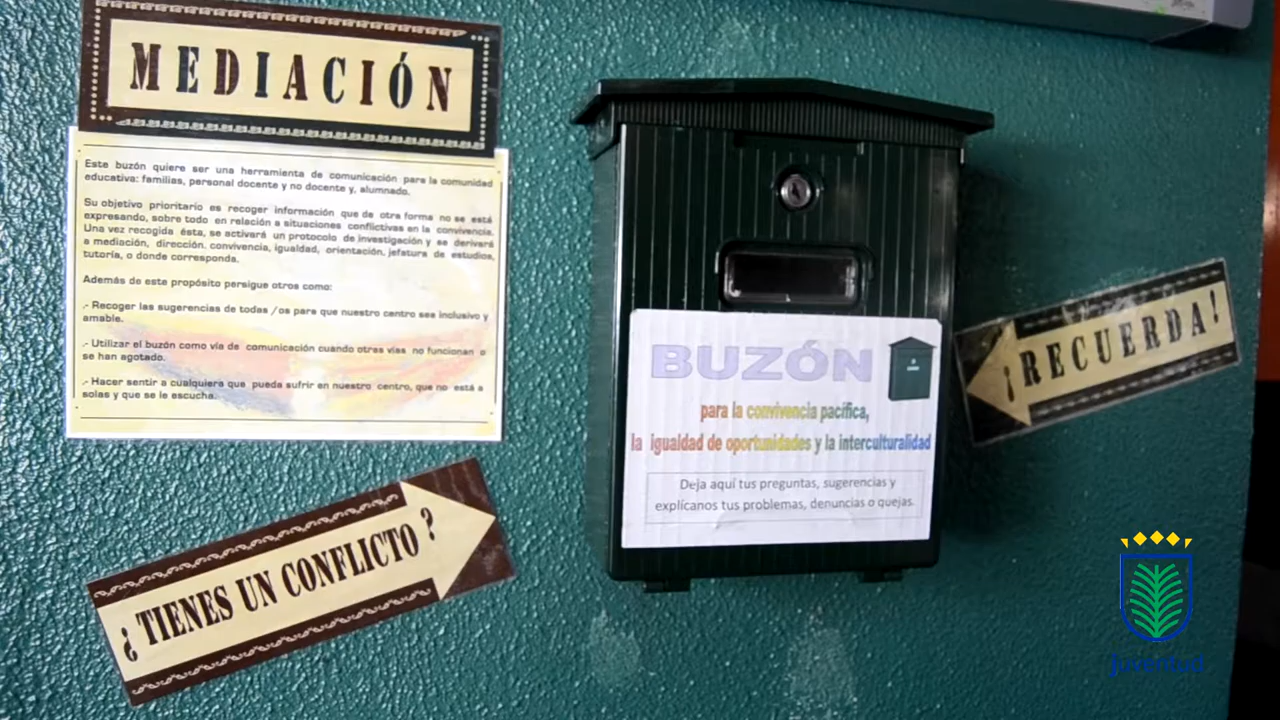 MEDIACIÓN
Este buzón quiere ser una herramienta de comunicación para la comunidad
educativa: familias, personal docente y no docente y, alumnado.
Su objetivo prioritario es recoger información que de otra forma no se está
expresando, sobre todo en relación a situaciones conflictivas en la convivencia.
Una vez recogida ésta, se activará un protocolo de investigación y se derivará
a mediación, dirección. convivencia, igualdad, orientación, jefatura de estudios,
tutoría, o donde corresponda.
Además de este propósito persigue otros como:
.- Recoger las sugerencias de todas /os para que nuestro centro sea inclusivo y
amable.
.- Utilizar el buzón como vía de comunicación cuando otras vías no funcionan o
se han agotado.
.- Hacer sentir a cualquiera que pueda sufrir en nuestro centro, que no está a
solas y que se le escucha.
¿TIENES UN CONFLICTO?
BUZÓN
para la convivencia pacífica,
la igualdad de oportunidades y la interculturalidad
Deja aquí tus preguntas, sugerencias y
explícanos tus problemas, denuncias o quejas.
¡RECUERDA!
juventud